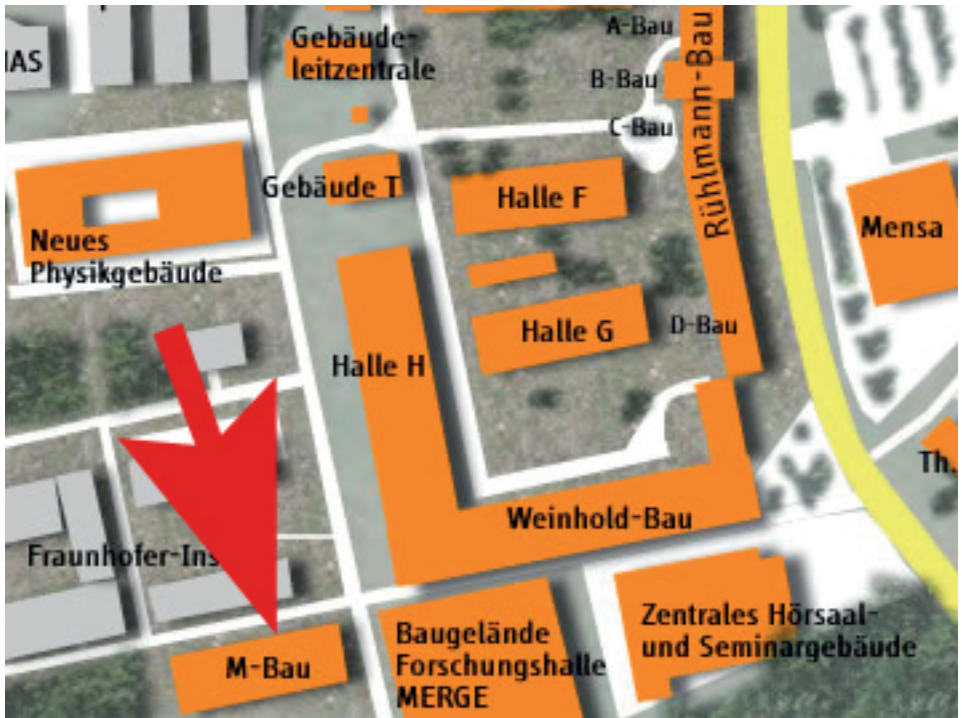 A-Bau
Gebäude-
leitzentrale
B-Bau
Rühlmann-Bau
C-Bau
Gebäude T
Halle F
Mensa
Neues
Physikgebäude
Halle G
D-Bau
Halle H
Th.
Weinhold-Bau
Fraunhofer-Ins
Zentrales Hörsaal-
und Seminargebäude
Baugelände
Forschungshalle
MERGE
M-Bau